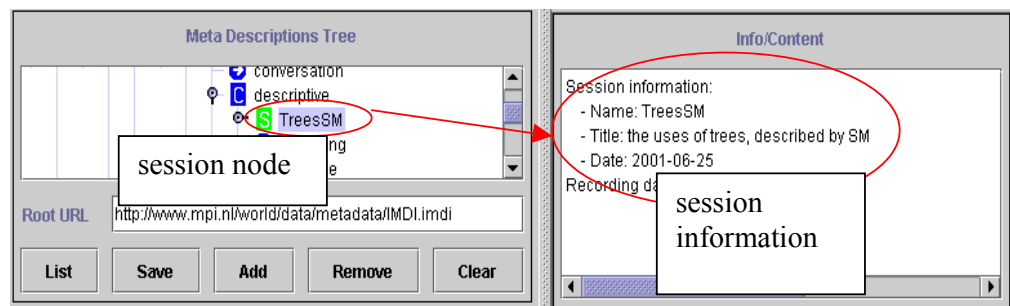 Meta Descriptions Tree
conversation
C descriptive
S TreesSM
session node
Root URL http://www.mpi.nl/world/data/metadata/IMDI.imdi
List Save Add Remove Clear
Info/Content
Session information:
- Name: TreesSM
- Title: the uses of trees, described by SM
- Date: 2001-06-25
Recording
session
information